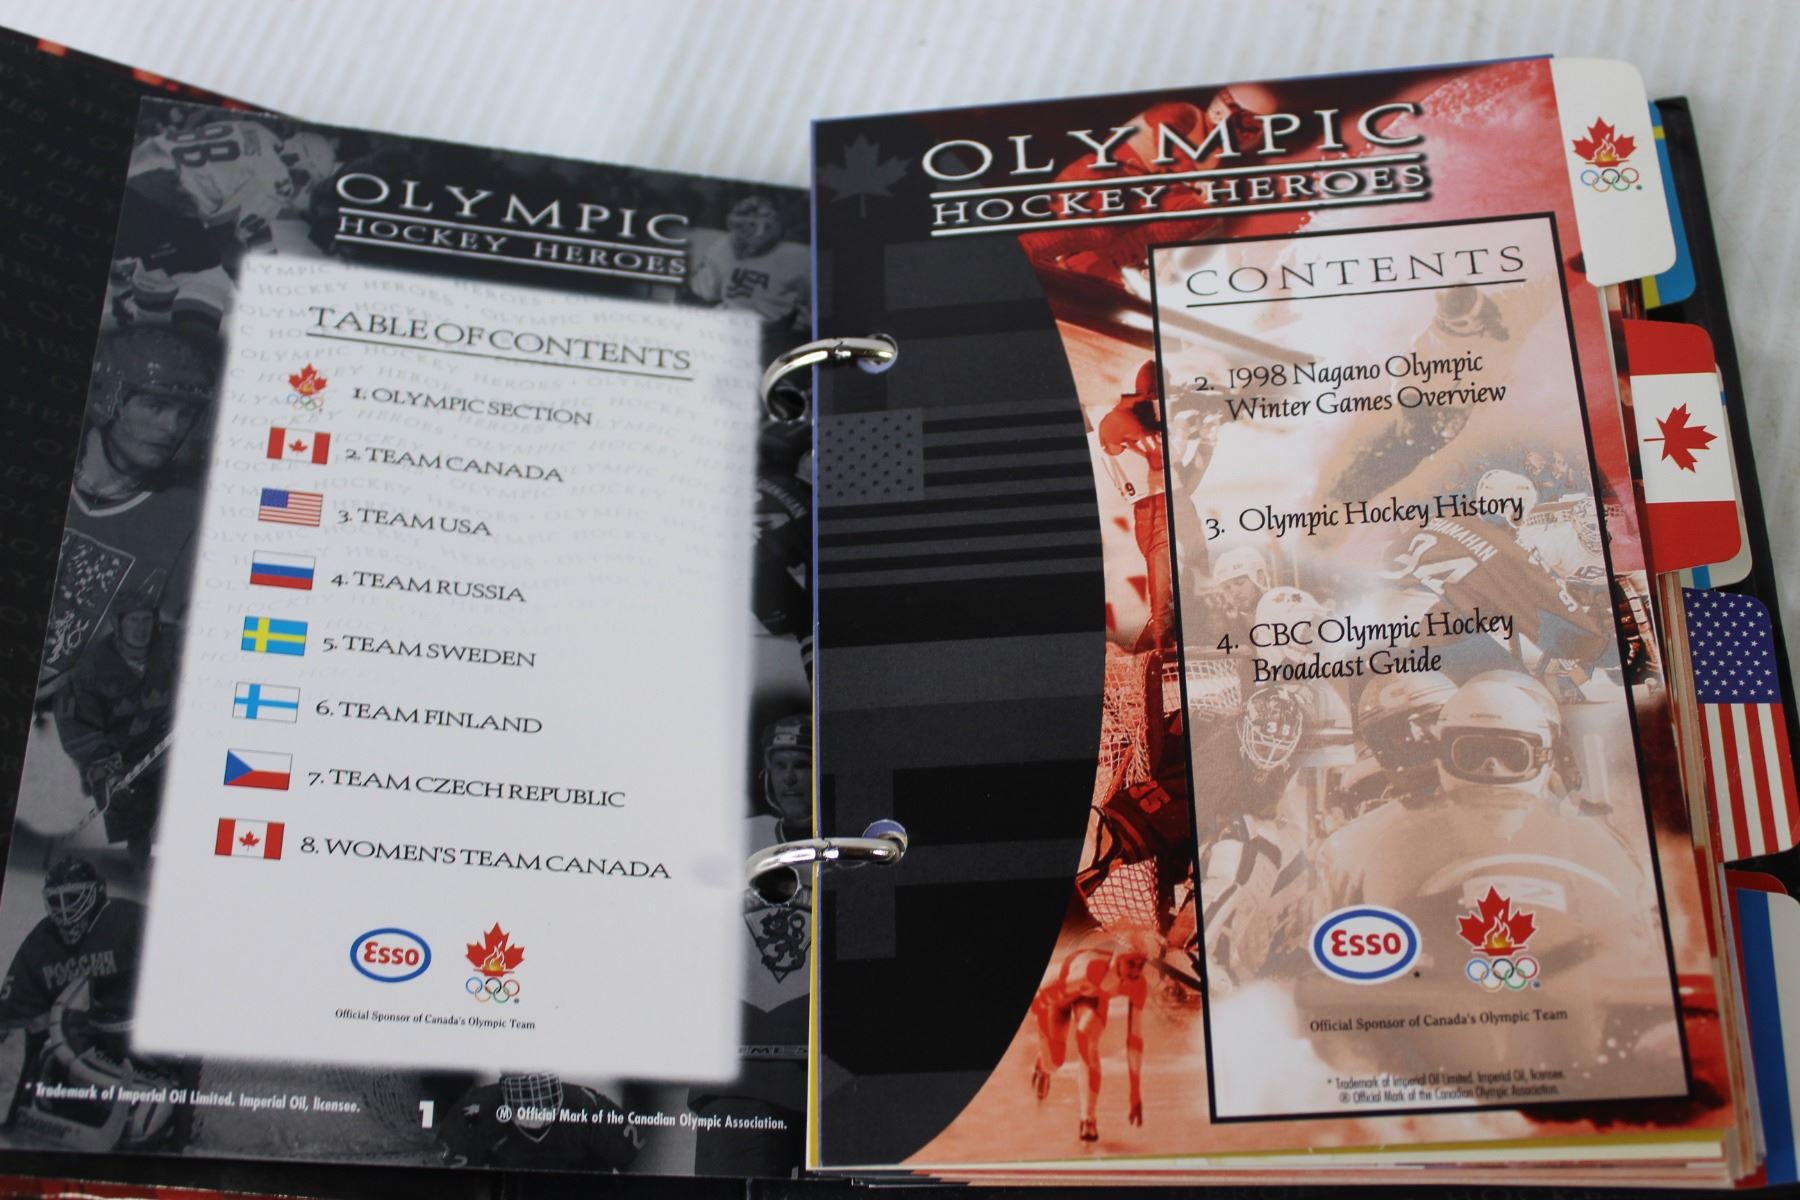 OLYMPIC
HOCKEY HEROES
TABLE OF CONTENTS
1. OLYMPIC SECTION
2. TEAM CANADA
3. TEAM USA
4. TEAM RUSSIA
5. TEAM SWEDEN
6. TEAM FINLAND
7. TEAM CZECH REPUBLIC
8. WOMEN'S TEAM CANADA
Esso
Official Sponsor of Canada's Olympic Team
* Trademark of Imperial Oil Limited. Imperial Oil, licensee.
1
Ⓜ Official Mark of the Canadian Olympic Association.
РОССИЯ
OLYMPIC
HOCKEY HEROES
CONTENTS
2. 1998 Nagano Olympic
Winter Games Overview
3. Olympic Hockey History
4. CBC Olympic Hockey
Broadcast Guide
SHANAHAN
94
9
Esso
Official Sponsor of Canada's Olympic Team
* Trademark of Imperial Oil Limited. Imperial Oil, licensee.
® Official Mark of the Canadian Olympic Association.